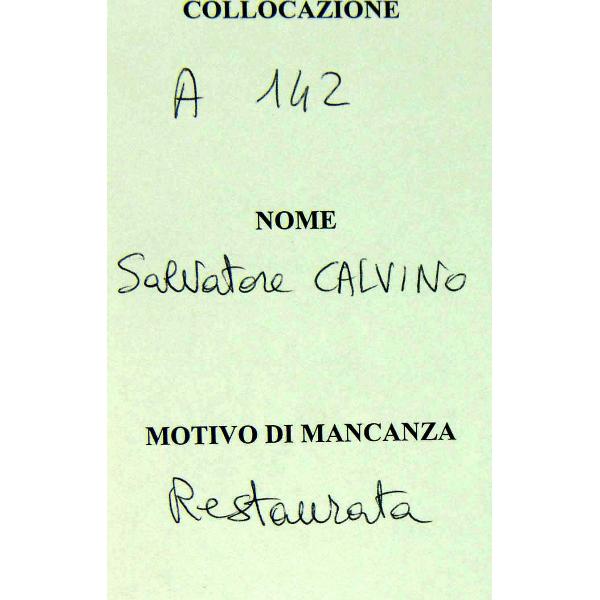 COLLOCAZIONE
A 142
NOME
Salvatore CALVINO
MOTIVO DI MANCANZA
Restaurata